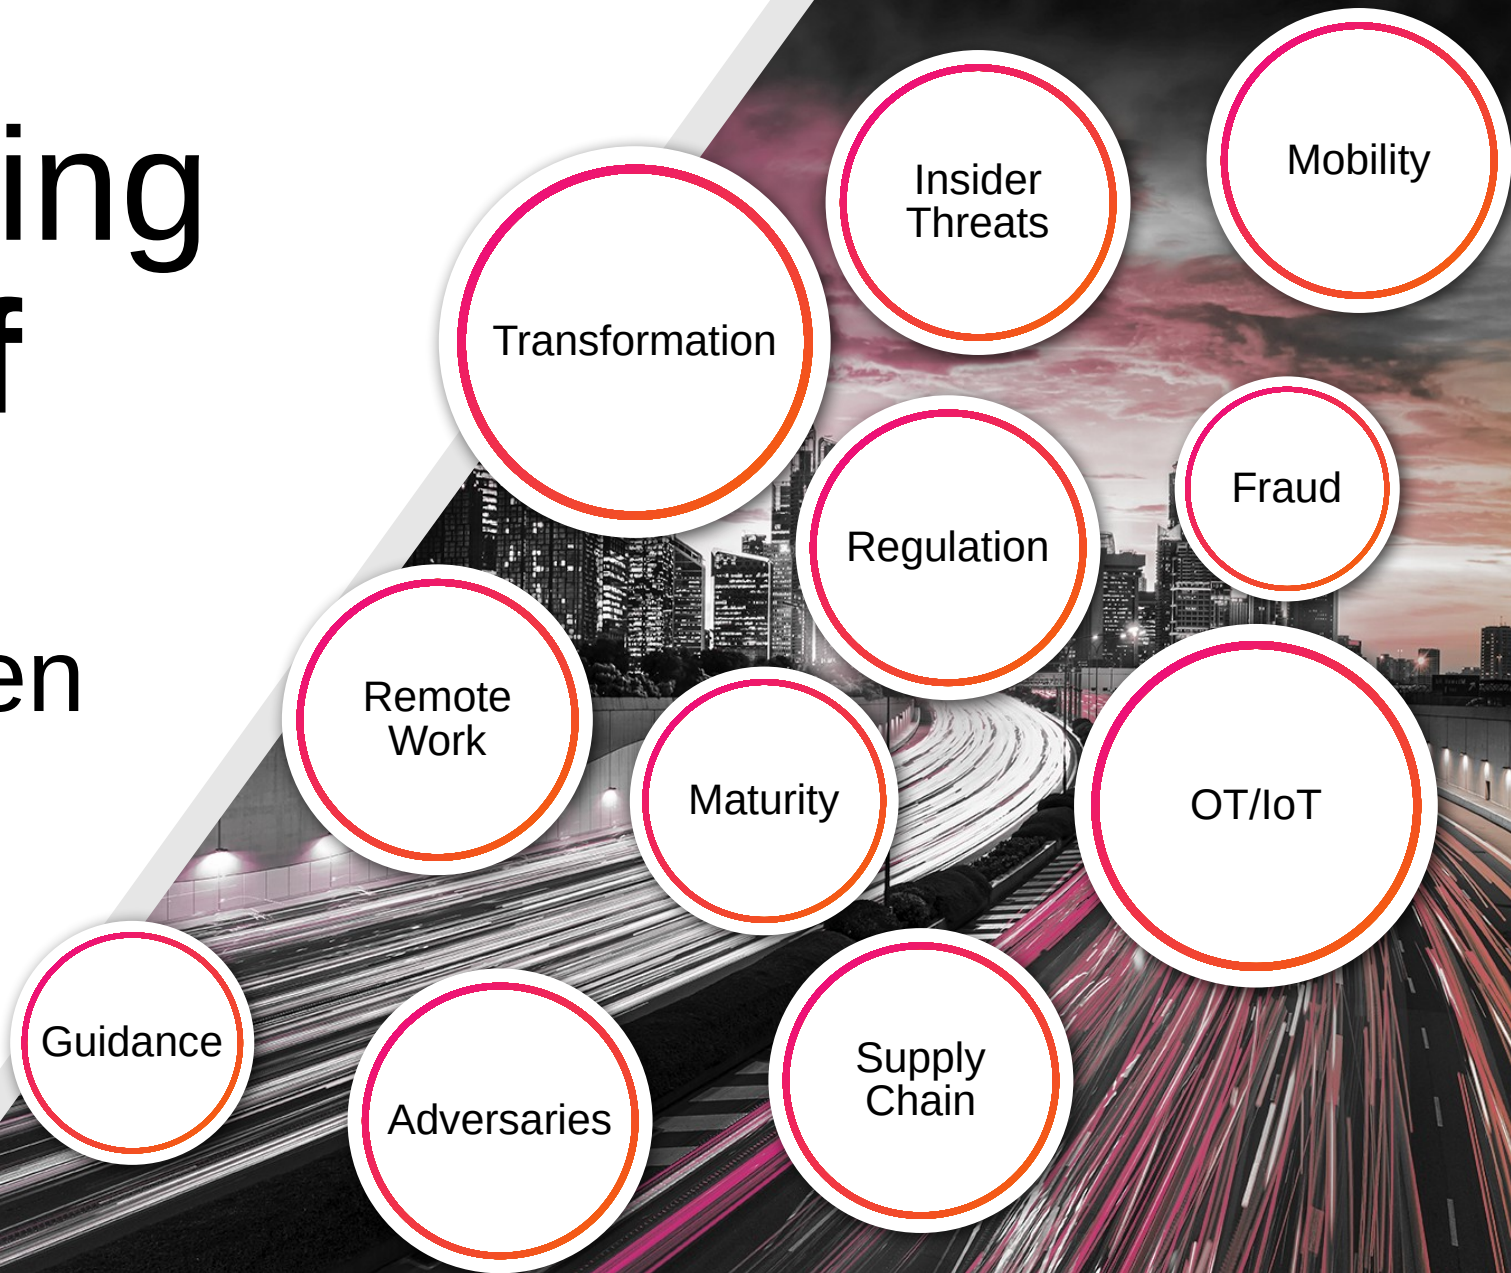 ing
f
en
Insider
Threats
Mobility
Transformation
Fraud
Regulation
Remote
Work
Maturity
OT/IoT
Guidance
Adversaries
Supply
Chain